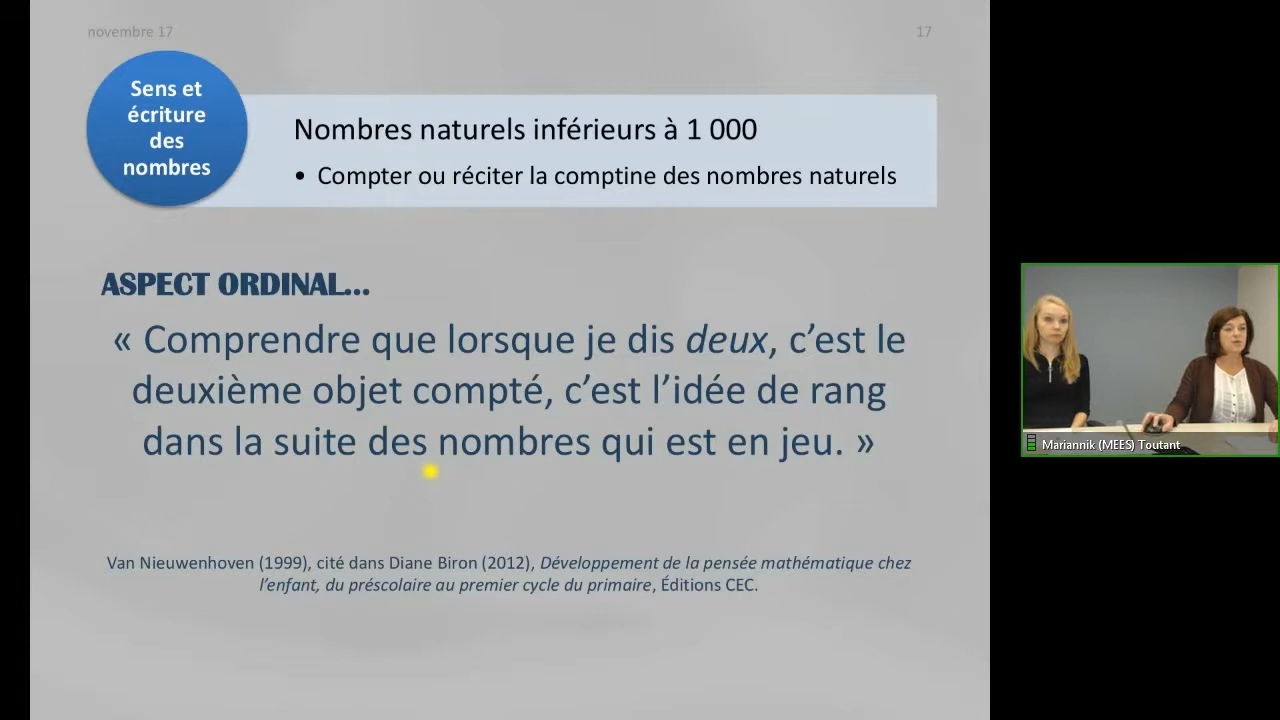 novembre 17
17
Sens et
écriture
des
nombres
Nombres naturels inférieurs à 1 000
• Compter ou réciter la comptine des nombres naturels
ASPECT ORDINAL...
« Comprendre que lorsque je dis deux, c’est le
deuxième objet compté, c’est l’idée de rang
dans la suite des nombres qui est en jeu. »
Van Nieuwenhoven (1999), cité dans Diane Biron (2012), Développement de la pensée mathématique chez
l’enfant, du préscolaire au premier cycle du primaire, Éditions CEC.
Mariannik (MEES) Toutant